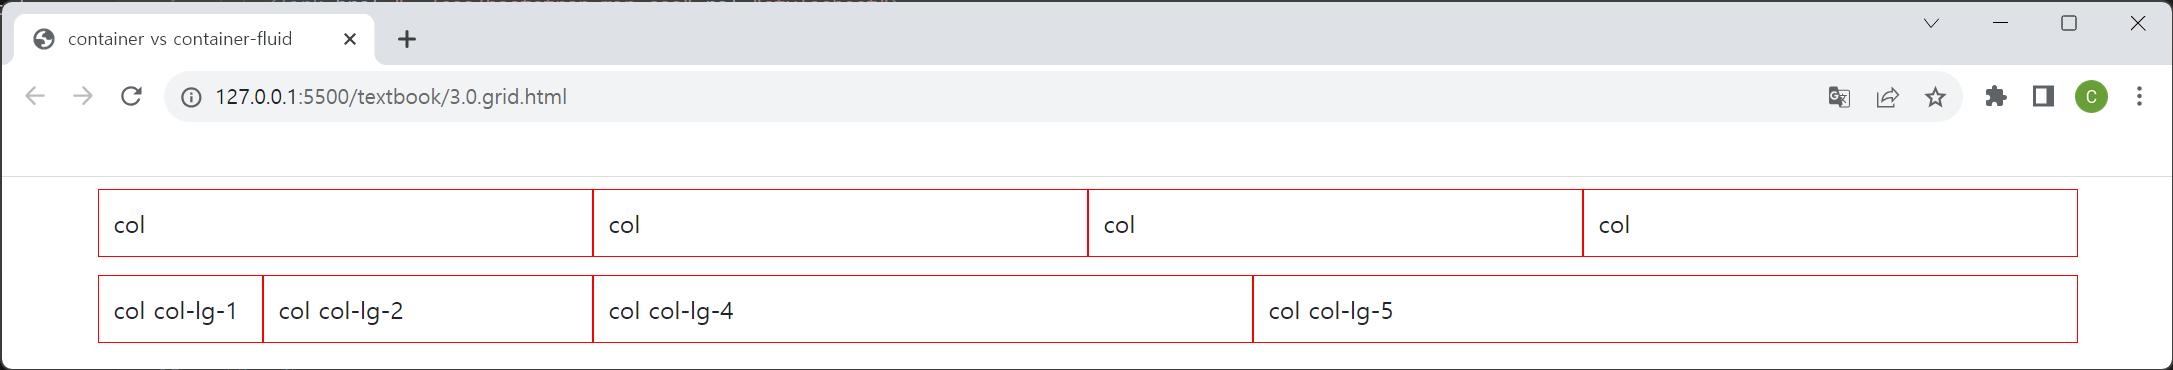 container vs container-fluid
127.0.0.1:5500/textbook/3.0.grid.html
C
col col col col
col col-lg-1 col col-lg-2 col col-lg-4 col col-lg-5